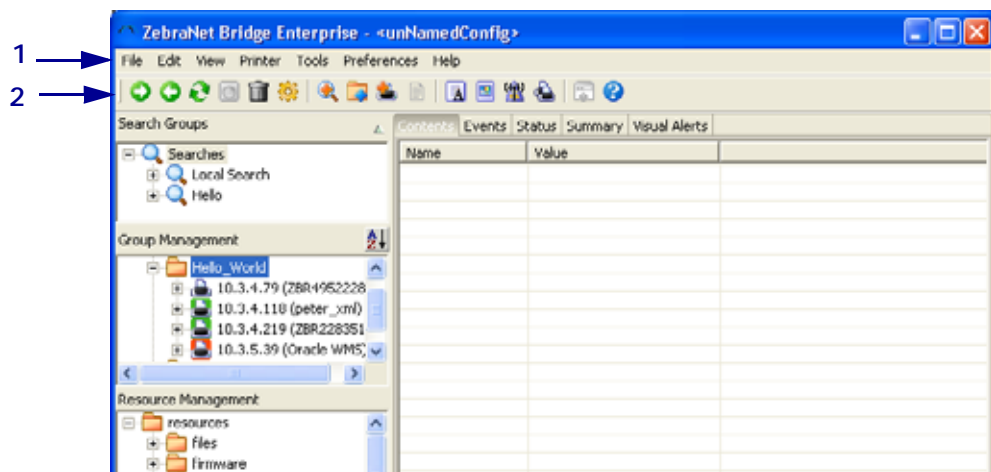 ZebraNet Bridge Enterprise - <unNamedConfig>
1
File Edit View Printer Tools Preferences Help
2
Search Groups
Contents Events Status Summary Visual Alerts
Name Value
Searches
Local Search
Hello
Group Management
Hello_World
10.3.4.79 (ZBR4952228
10.3.4.118 (peter_xml)
10.3.4.219 (ZBR228351
10.3.5.39 (Oracle WMS)
Resource Management
resources
files
firmware